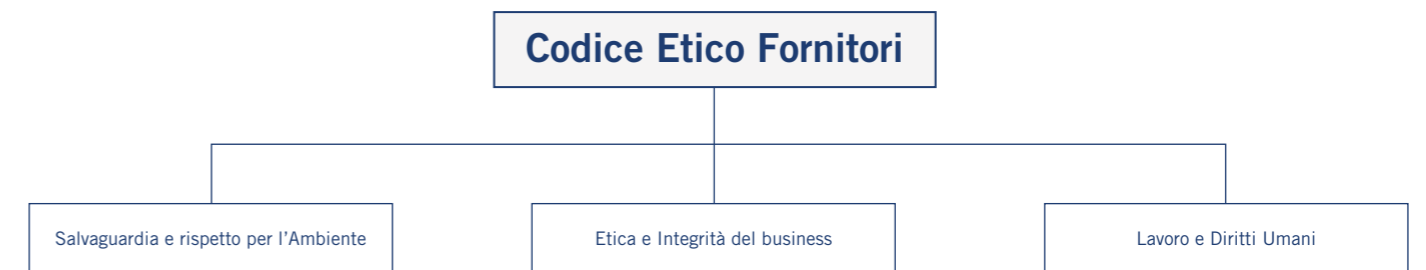 Codice Etico Fornitori
Salvaguardia e rispetto per l'Ambiente
Etica e Integrità del business
Lavoro e Diritti Umani